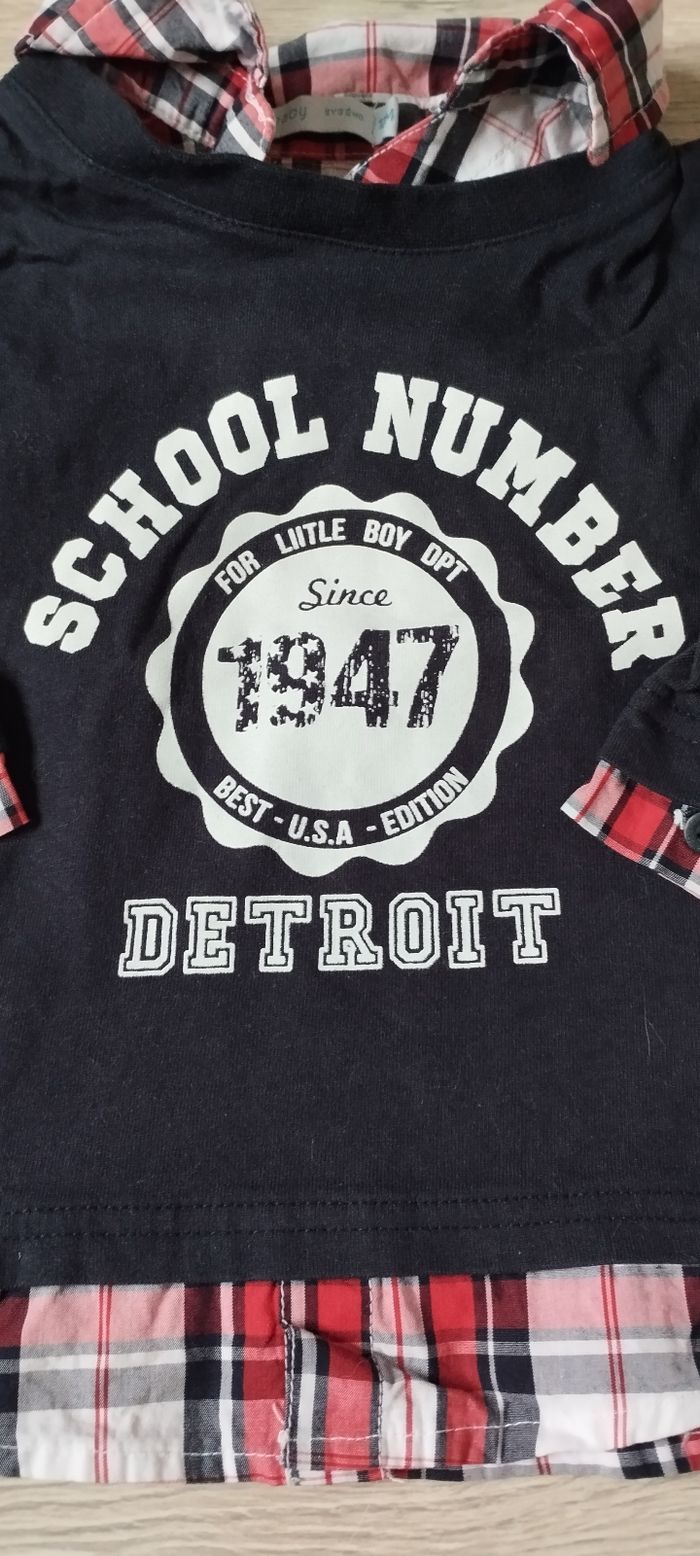 SCHOOL NUMBER
FOR LIITLE BOY DPT
Since
1947
BEST - U.S.A - EDITION
DETROIT